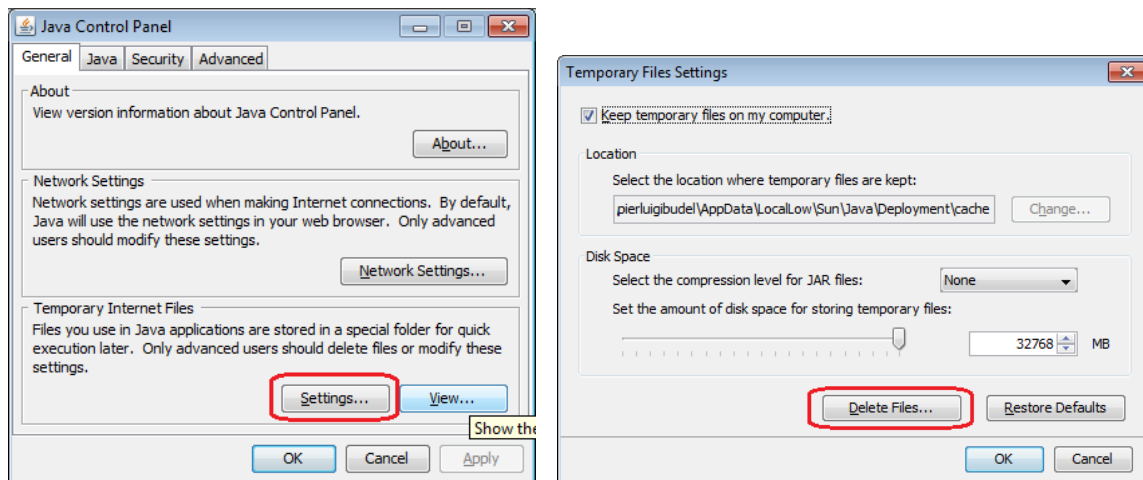 Java Control Panel
General Java Security Advanced
About
View version information about Java Control Panel.
About...
Network Settings
Network settings are used when making Internet connections. By default,
Java will use the network settings in your web browser. Only advanced
users should modify these settings.
Network Settings...
Temporary Internet Files
Files you use in Java applications are stored in a special folder for quick
execution later. Only advanced users should delete files or modify these
settings.
Settings... View...
Show the
OK Cancel Apply
Temporary Files Settings
Keep temporary files on my computer.
Location
Select the location where temporary files are kept:
pierluigibudel\AppData\LocalLow\Sun\Java\Deployment\cache Change...
Disk Space
Select the compression level for JAR files: None
Set the amount of disk space for storing temporary files:
32768 MB
Delete Files... Restore Defaults
OK Cancel